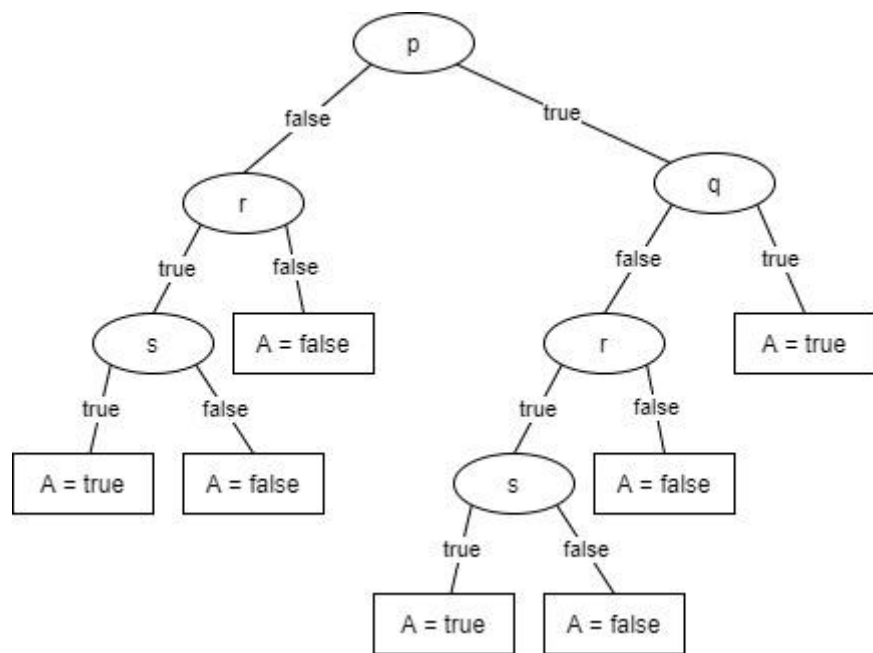 p
false
true
r
q
true
false
false
true
s
A = false
r
A = true
true
false
true
false
A = true
A = false
s
A = false
true
false
A = true
A = false